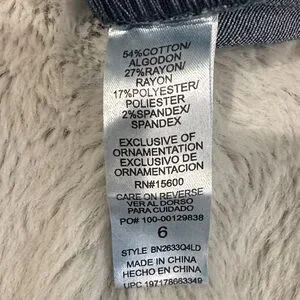 54%COTTON/
ALGODON
27%RAYON/
RAYON
17%POLYESTER/
POLIESTER
2%SPANDEX/
SPANDEX
EXCLUSIVE OF
ORNAMENTATION
EXCLUSIVO DE
ORNAMENTACION
RN#15600
CARE ON REVERSE
VER AL DORSO
PARA CUIDADO
PO# 100-00129838
6
STYLE BN2633Q4LD
MADE IN CHINA
HECHO EN CHINA
UPC 197178663349